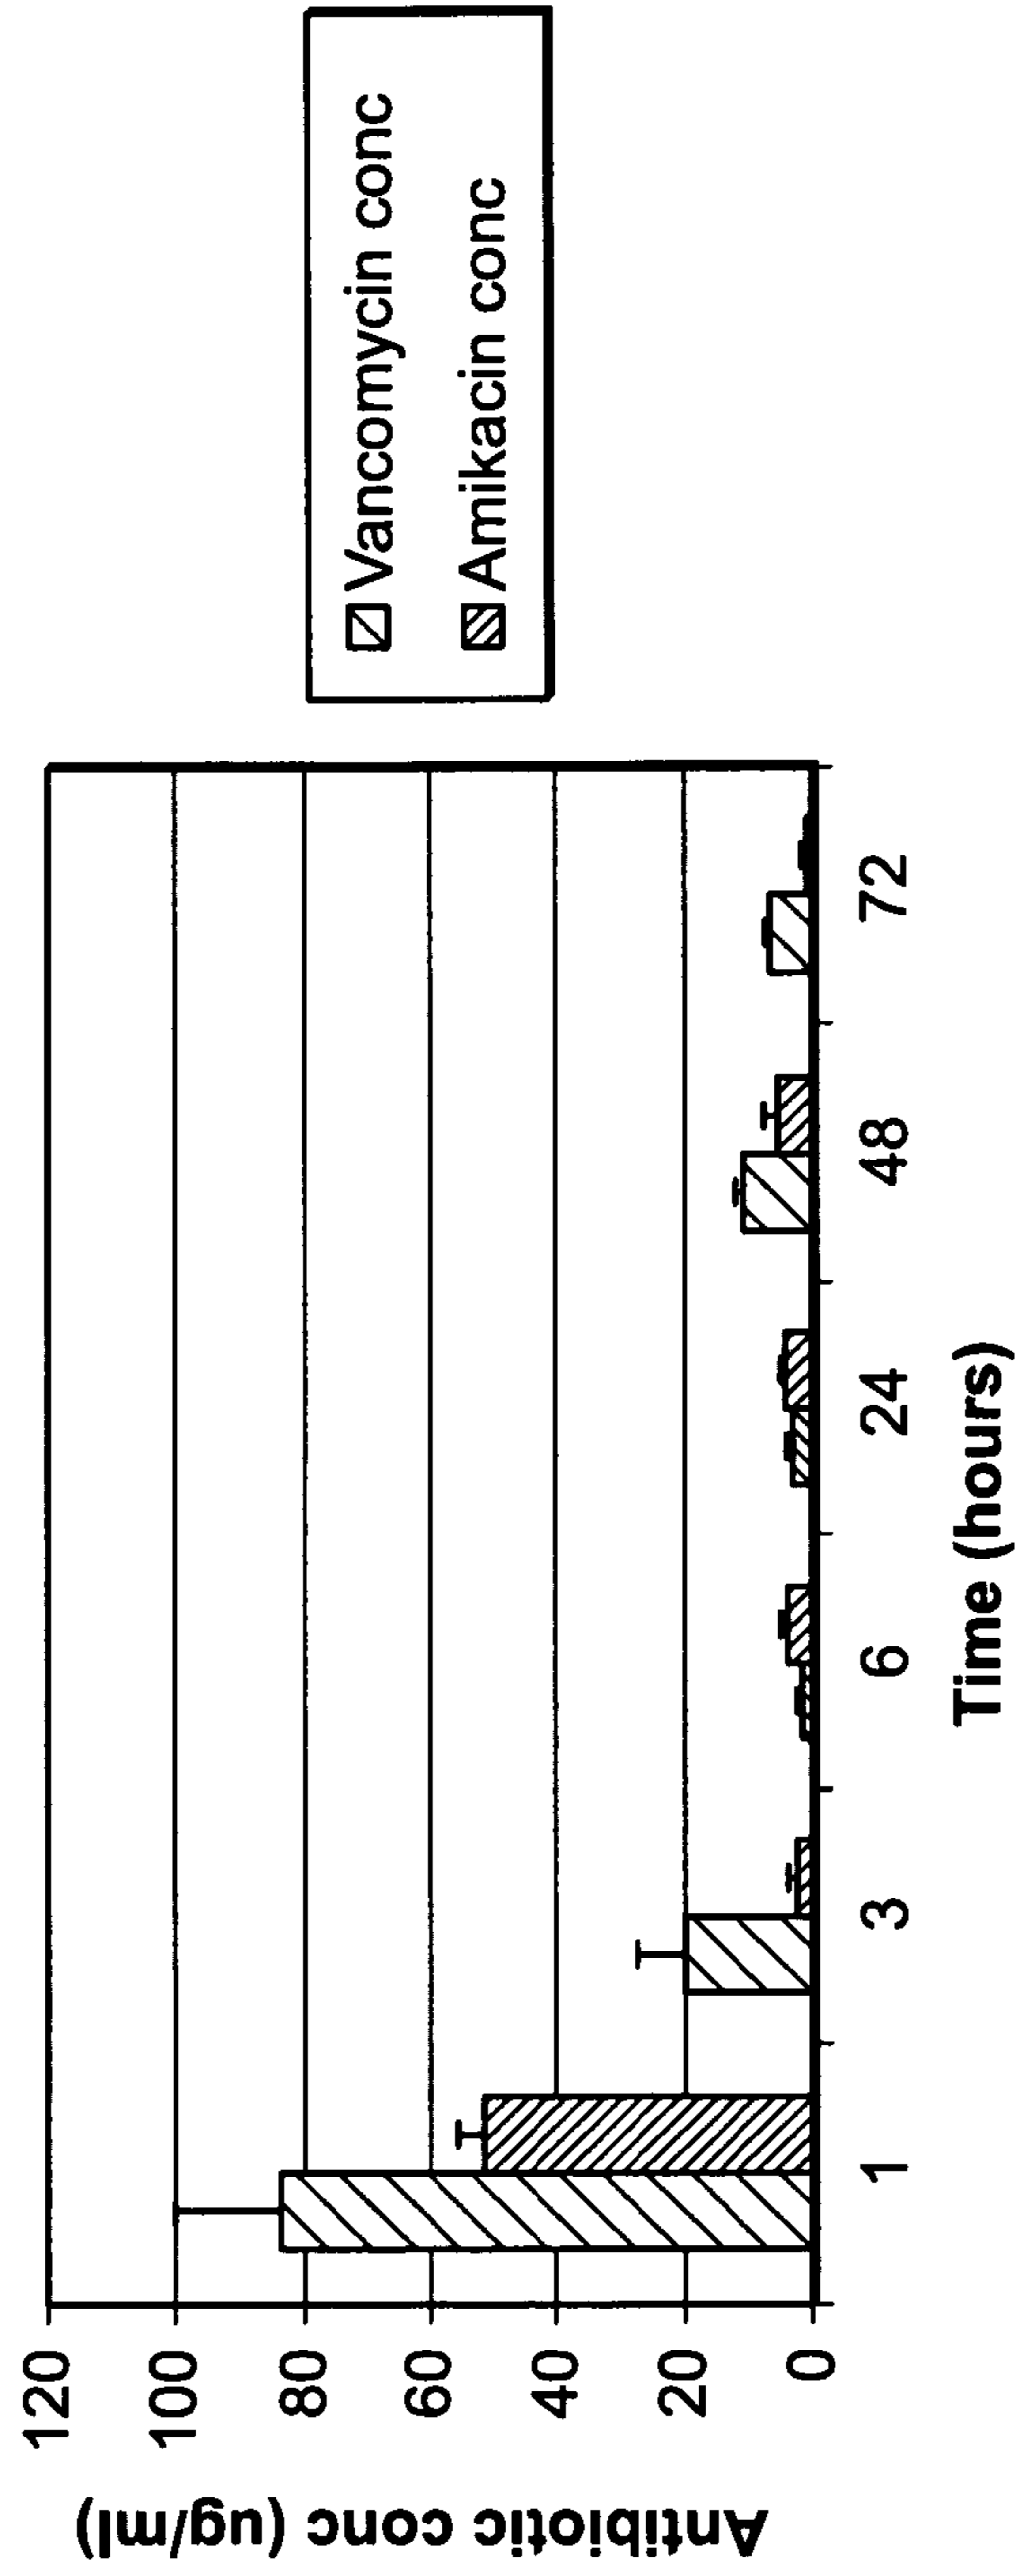 Antibiotic conc (ug/ml)
120
100
80
60
40
20
0
1 3 6 24 48 72
Time (hours)
Vancomycin conc
Amikacin conc